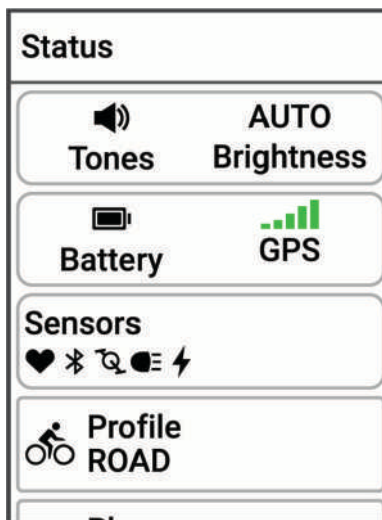 Status
AUTO
Tones
Brightness
Battery
GPS
Sensors
Profile
ROAD